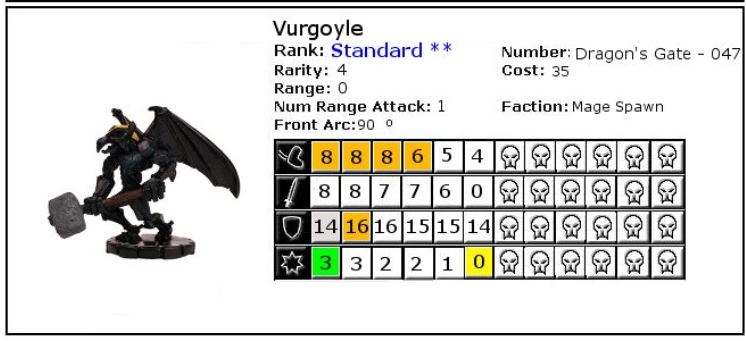 Vurgoyle
Rank: Standard **
Number: Dragon's Gate - 047
Rarity: 4
Cost: 35
Range: 0
Num Range Attack: 1
Faction: Mage Spawn
Front Arc: 90 º
8 8 8 6 5 4
8 8 7 7 6 0
14 16 16 15 15 14
3 3 2 2 1 0